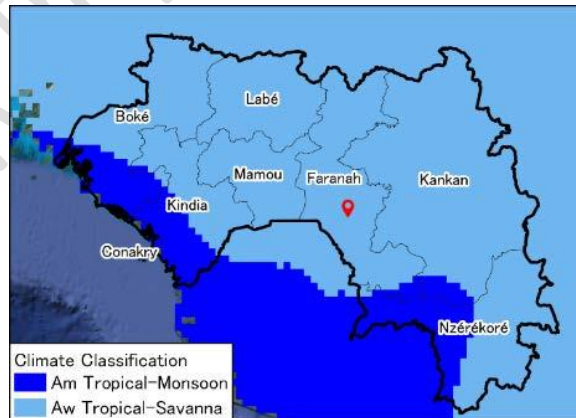 Labé
Boké
Mamou
Faranah
Kankan
Kindia
Conakry
Nzérékoré
Climate Classification
Am Tropical-Monsoon
Aw Tropical-Savanna